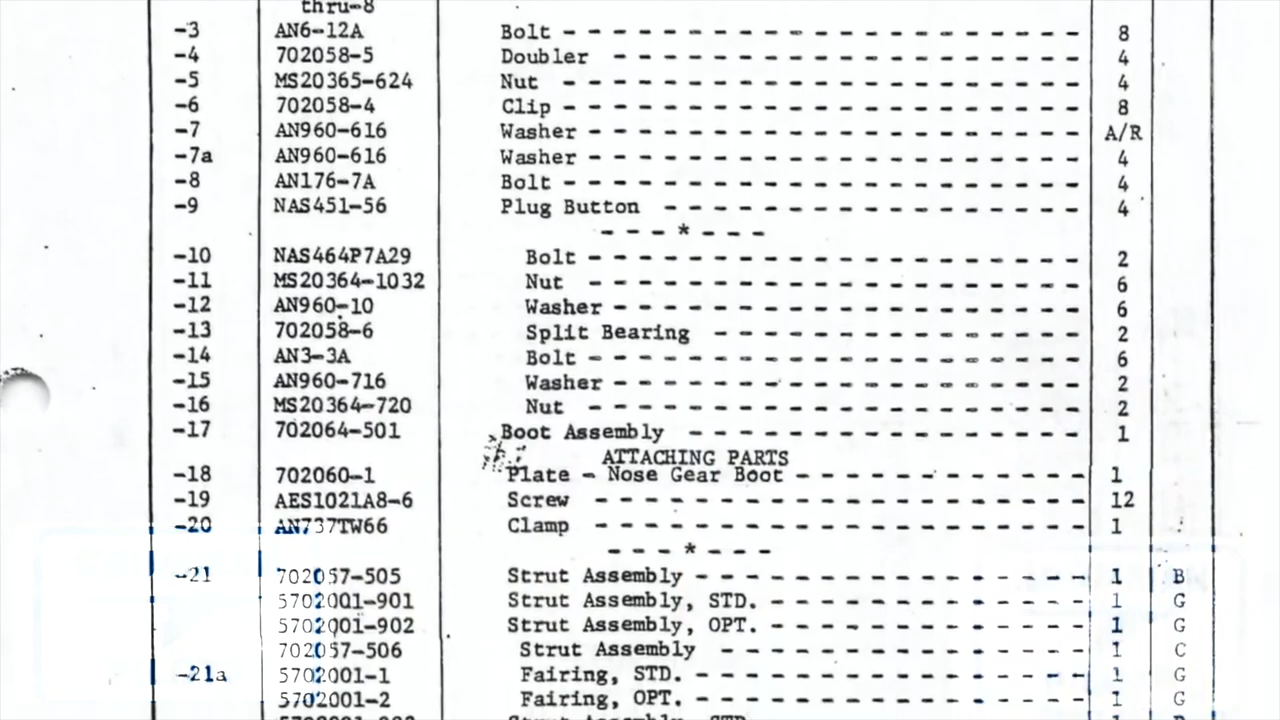 thru-8
-3 AN6-12A Bolt 8
-4 702058-5 Doubler 4
-5 MS20365-624 Nut 4
-6 702058-4 Clip 8
-7 AN960-616 Washer A/R
-7a AN960-616 Washer 4
-8 AN176-7A Bolt 4
-9 NAS451-56 Plug Button 4
- - - * - - -
-10 NAS464P7A29 Bolt 2
-11 MS20364-1032 Nut 6
-12 AN960-10 Washer 6
-13 702058-6 Split Bearing 2
-14 AN3-3A Bolt 6
-15 AN960-716 Washer 2
-16 MS20364-720 Nut 2
-17 702064-501 Boot Assembly 1
ATTACHING PARTS
-18 702060-1 Plate - Nose Gear Boot 1
-19 AES1021A8-6 Screw 12
-20 AN737TW66 Clamp 1
- - - * - - -
-21 702057-505 Strut Assembly 1 B
5702001-901 Strut Assembly, STD. 1 G
5702001-902 Strut Assembly, OPT. 1 G
702057-506 Strut Assembly 1 C
-21a 5702001-1 Fairing, STD. 1 G
5702001-2 Fairing, OPT. 1 G